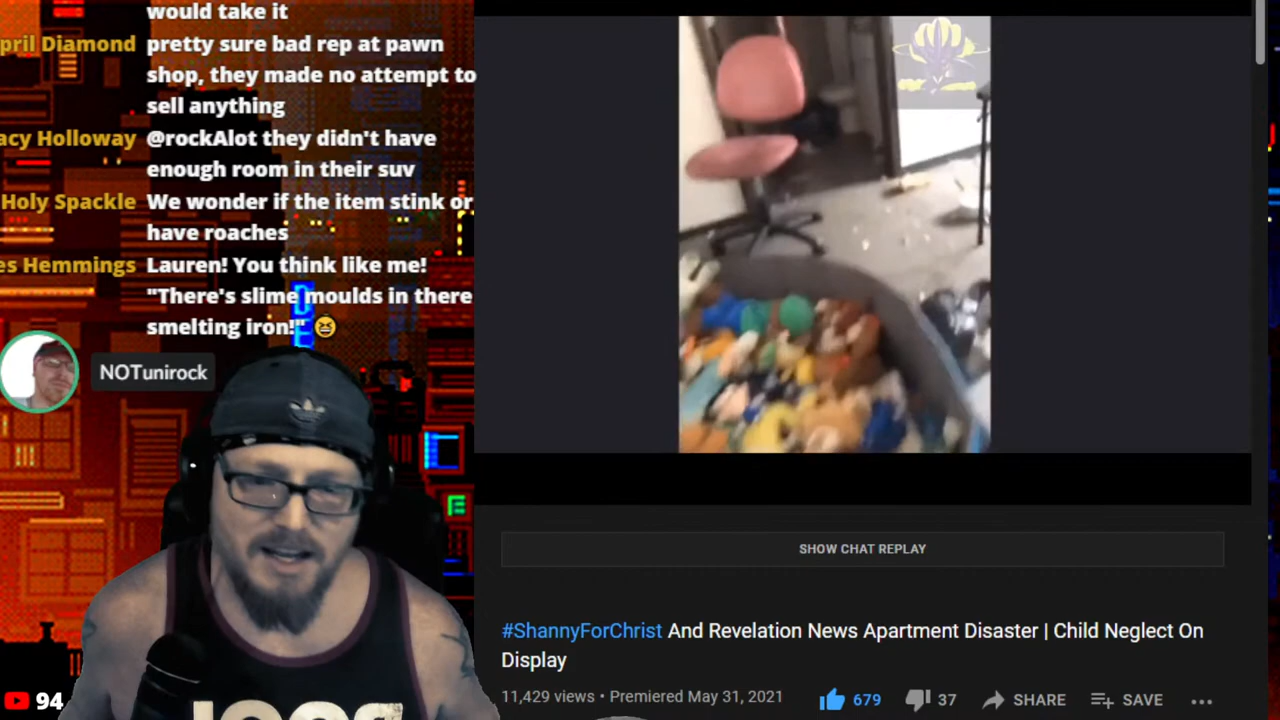 would take it
pril Diamond pretty sure bad rep at pawn
shop, they made no attempt to
sell anything
acy Holloway @rockAlot they didn't have
enough room in their suv
Holy Spackle We wonder if the item stink or
have roaches
es Hemmings Lauren! You think like me!
"There's slime moulds in there
smelting iron!" 😆
NOTunirock
94
SHOW CHAT REPLAY
#ShannyForChrist And Revelation News Apartment Disaster | Child Neglect On
Display
11,429 views • Premiered May 31, 2021
679
37
SHARE
SAVE